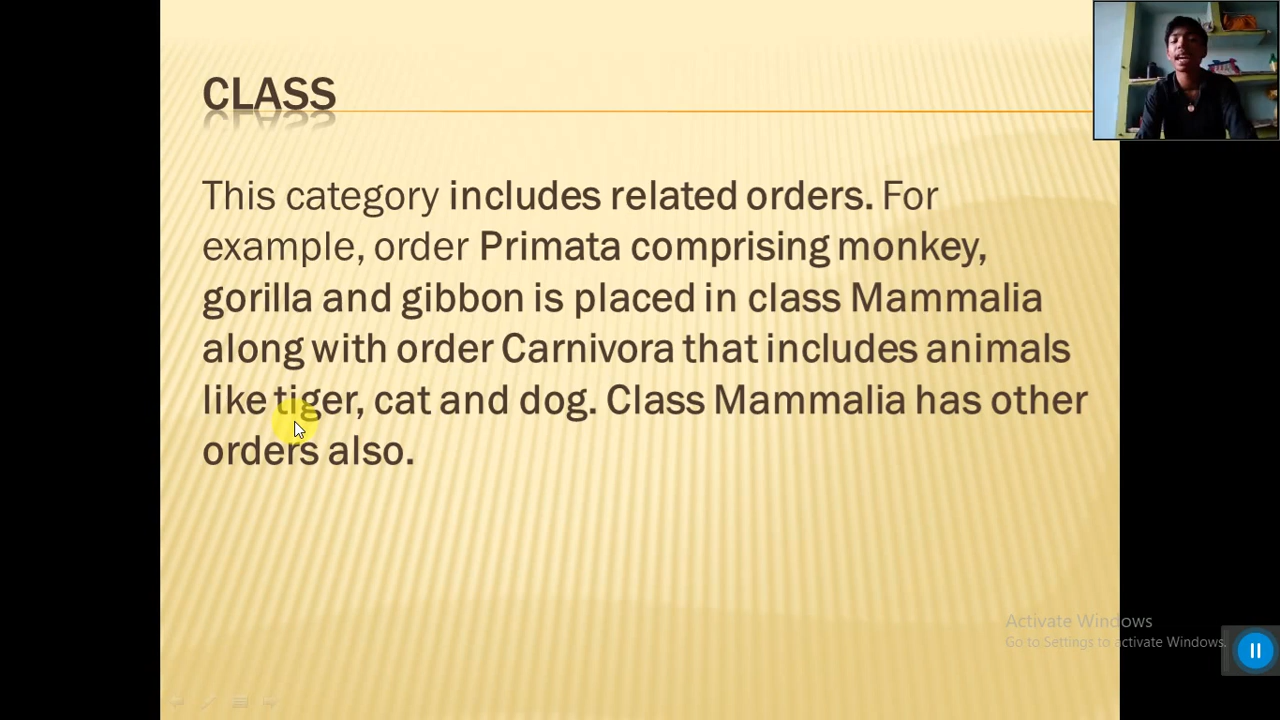 CLASS
This category includes related orders. For
example, order Primata comprising monkey,
gorilla and gibbon is placed in class Mammalia
along with order Carnivora that includes animals
like tiger, cat and dog. Class Mammalia has other
orders also.
Activate Windows
Go to Settings to activate Windows.